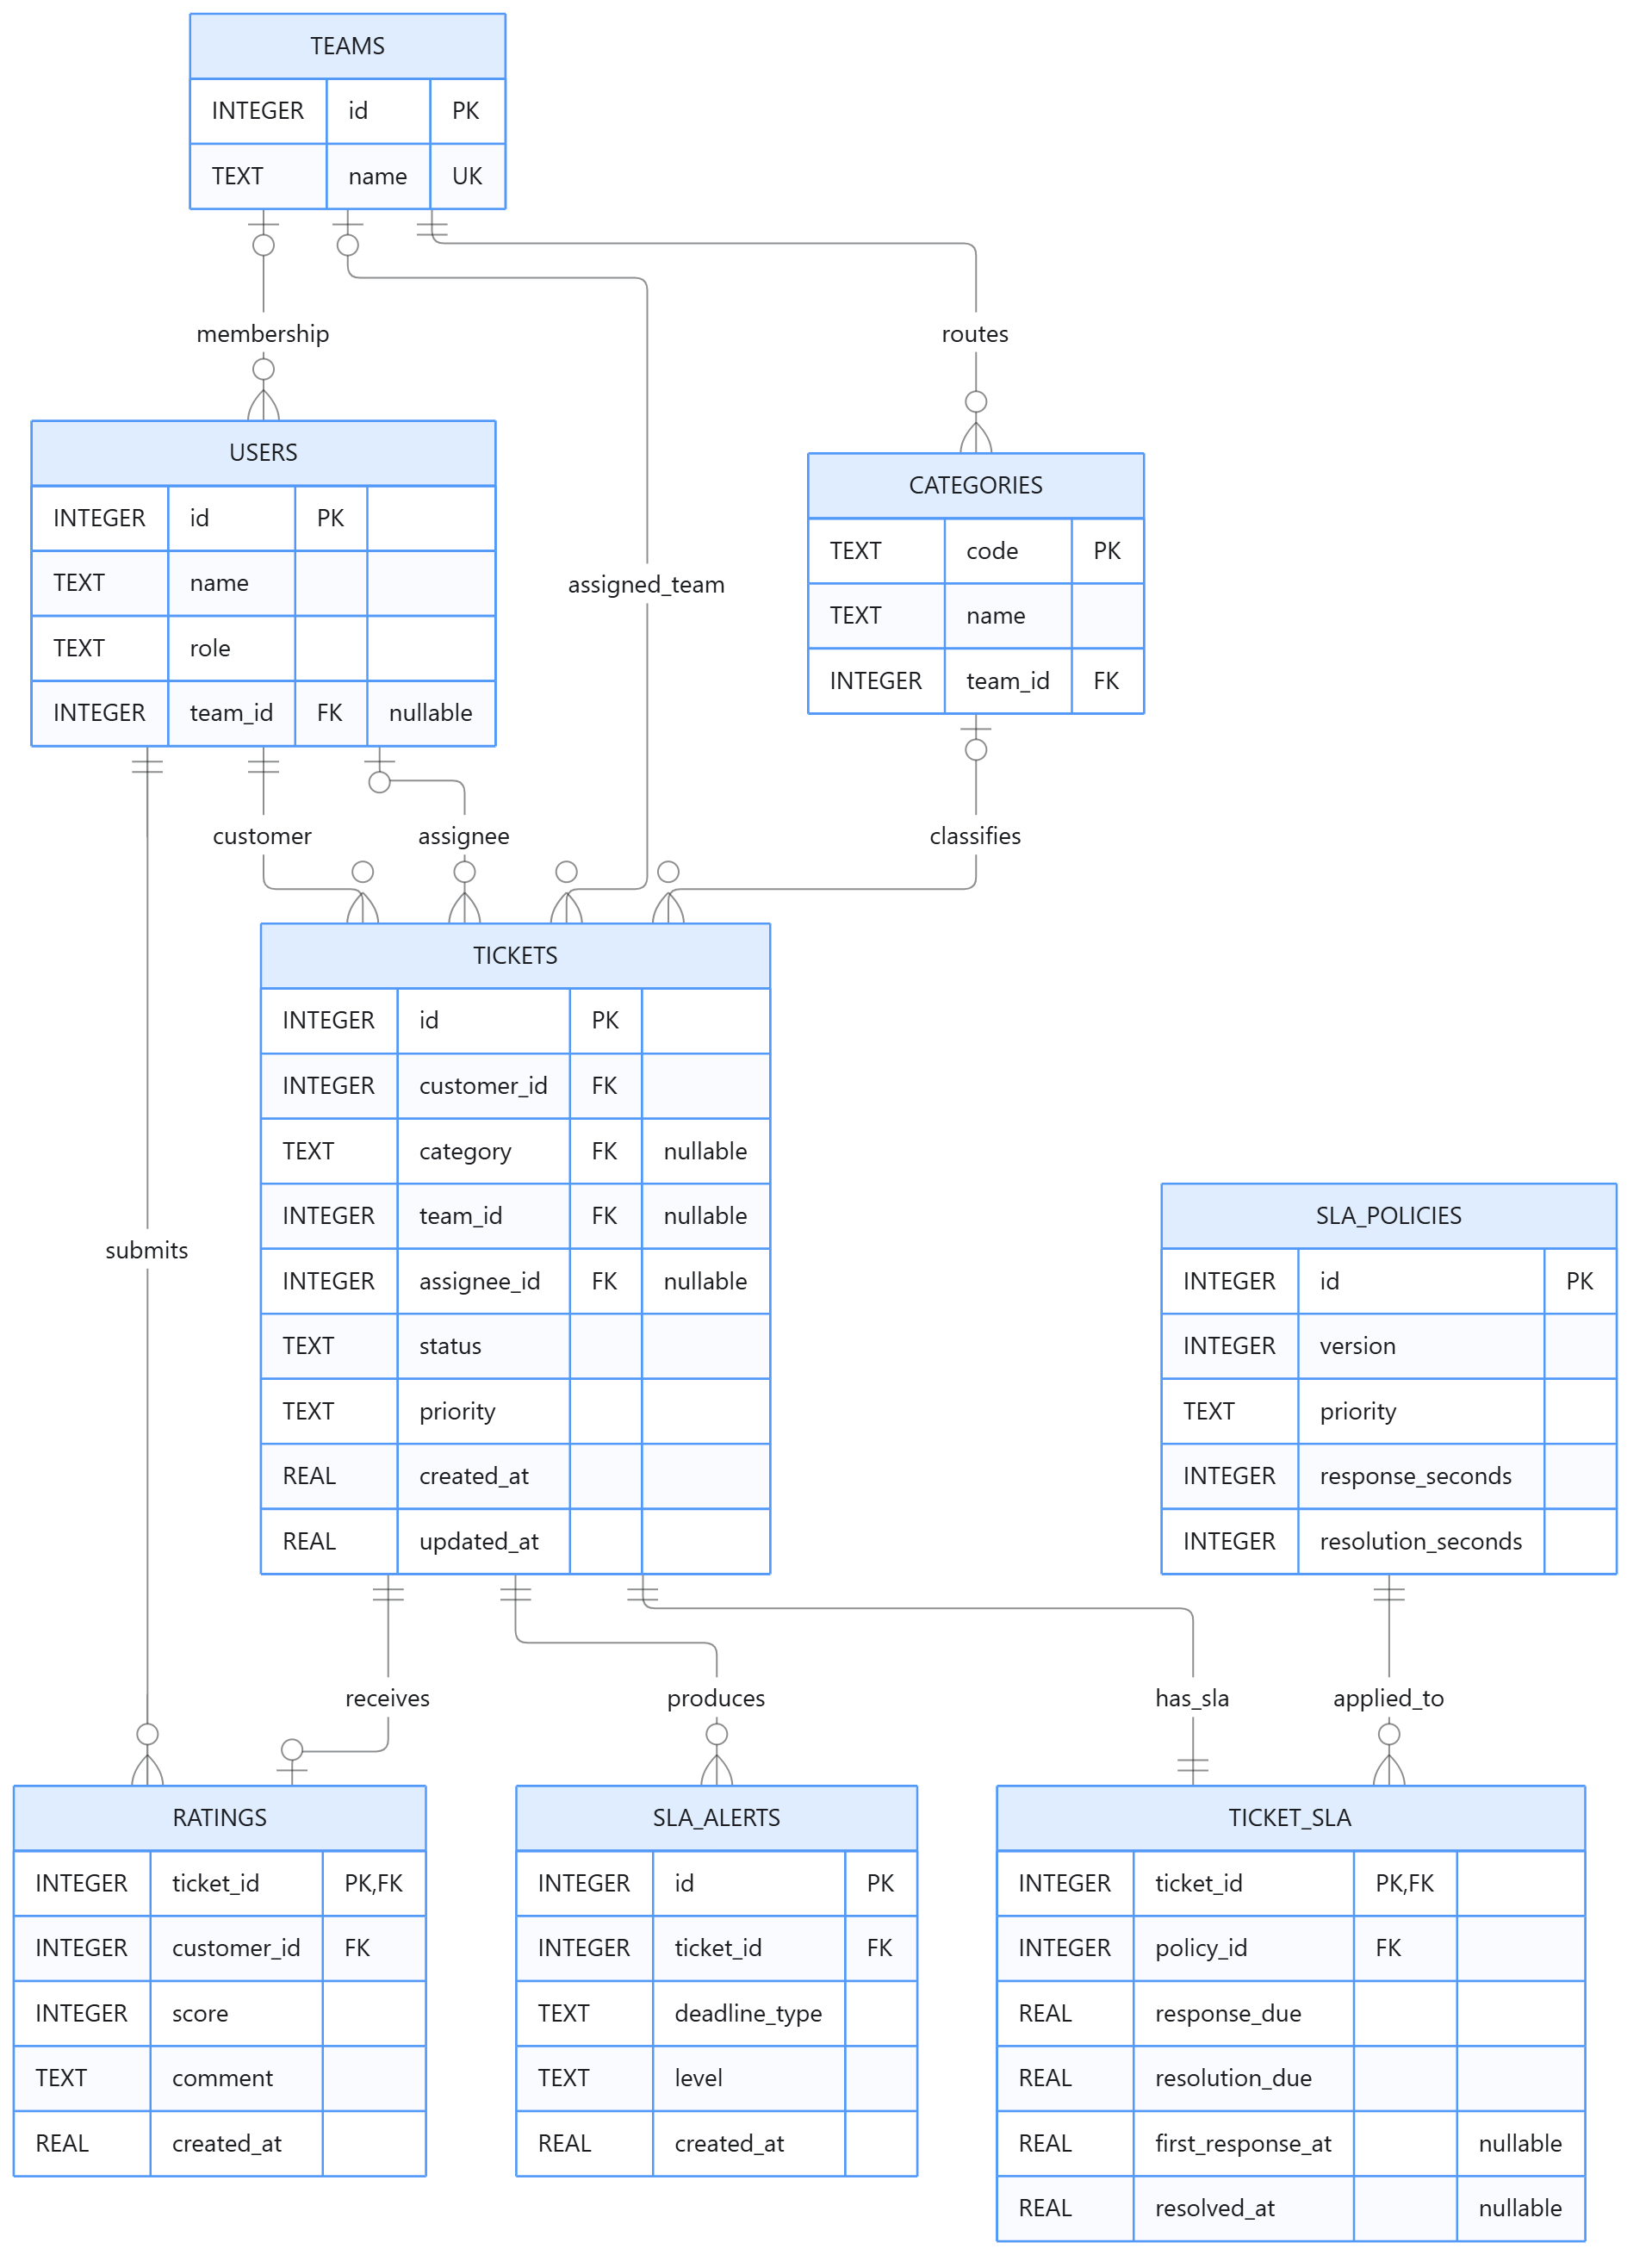 TEAMS
INTEGER id PK
TEXT name UK
membership
routes
USERS
INTEGER id PK
TEXT name
TEXT role
INTEGER team_id FK nullable
assigned_team
CATEGORIES
TEXT code PK
TEXT name
INTEGER team_id FK
customer
assignee
classifies
TICKETS
INTEGER id PK
INTEGER customer_id FK
TEXT category FK nullable
INTEGER team_id FK nullable
INTEGER assignee_id FK nullable
TEXT status
TEXT priority
REAL created_at
REAL updated_at
submits
SLA_POLICIES
INTEGER id PK
INTEGER version
TEXT priority
INTEGER response_seconds
INTEGER resolution_seconds
receives
produces
has_sla
applied_to
RATINGS
INTEGER ticket_id PK,FK
INTEGER customer_id FK
INTEGER score
TEXT comment
REAL created_at
SLA_ALERTS
INTEGER id PK
INTEGER ticket_id FK
TEXT deadline_type
TEXT level
REAL created_at
TICKET_SLA
INTEGER ticket_id PK,FK
INTEGER policy_id FK
REAL response_due
REAL resolution_due
REAL first_response_at nullable
REAL resolved_at nullable